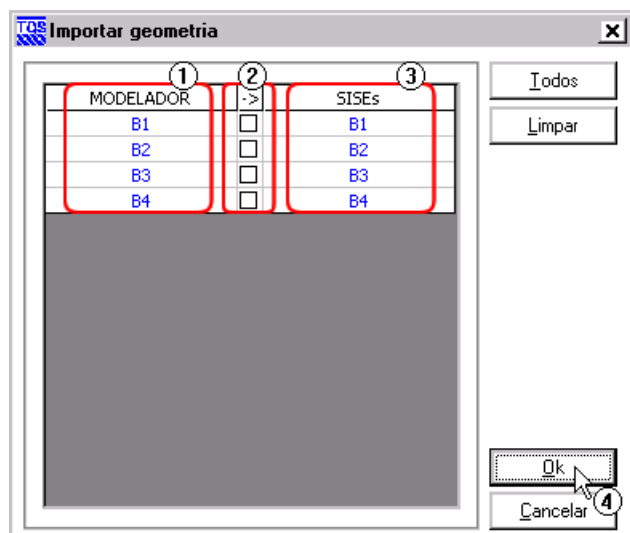 TQS Importar geometria
1 2 3
MODELADOR -> SISEs
B1 B1
B2 B2
B3 B3
B4 B4
Todos
Limpar
Ok
4
Cancelar